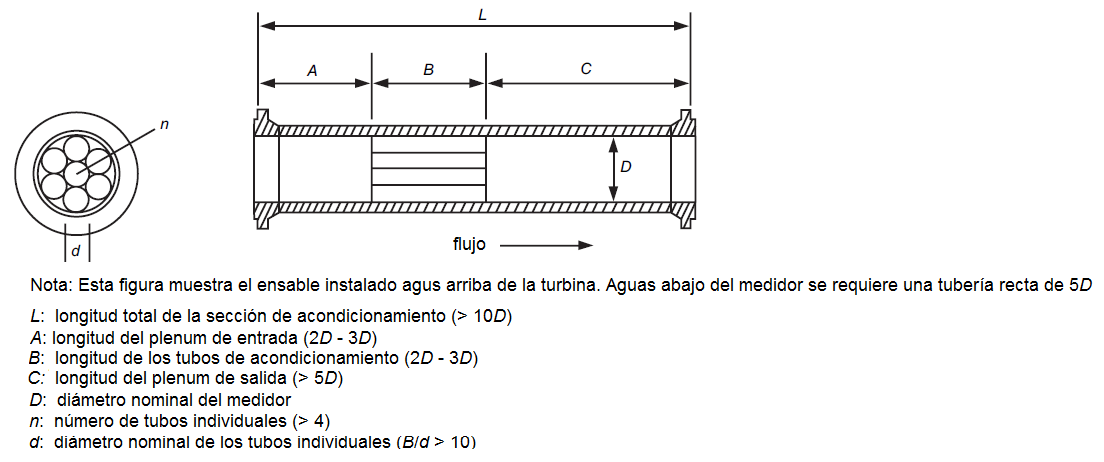 L
A
B
C
n
D
d
flujo
Nota: Esta figura muestra el ensable instalado agus arriba de la turbina. Aguas abajo del medidor se requiere una tubería recta de 5D
L: longitud total de la sección de acondicionamiento (> 10D)
A: longitud del plenum de entrada (2D - 3D)
B: longitud de los tubos de acondicionamiento (2D - 3D)
C: longitud del plenum de salida (> 5D)
D: diámetro nominal del medidor
n: número de tubos individuales (> 4)
d: diámetro nominal de los tubos individuales (B/d > 10)